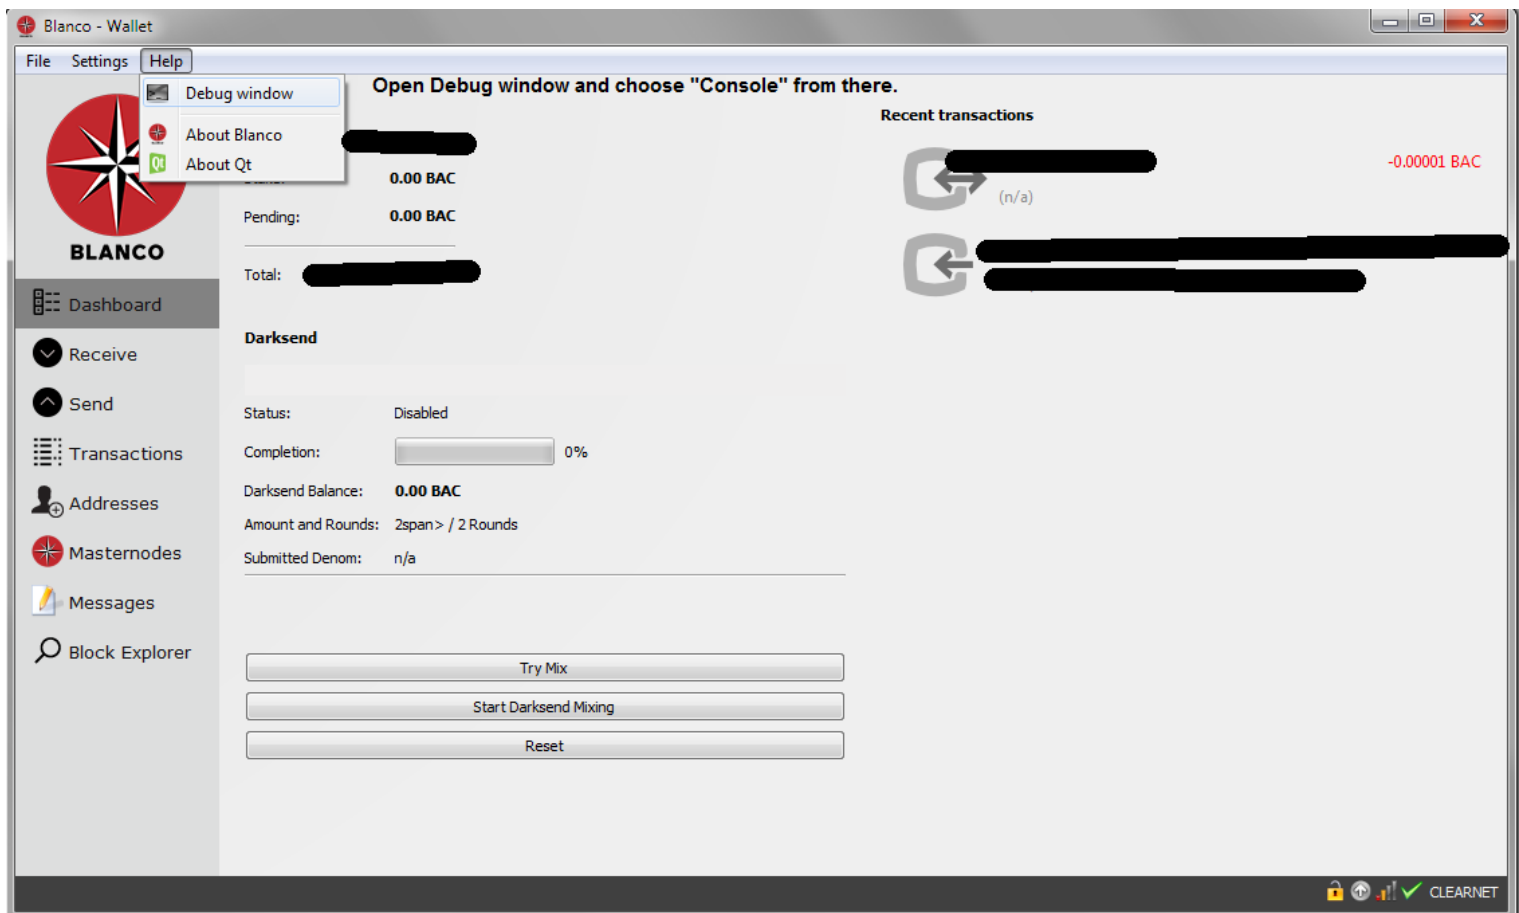 Blanco - Wallet
File Settings Help
Debug window
About Blanco
About Qt
Open Debug window and choose "Console" from there.
Recent transactions
-0.00001 BAC
(n/a)
0.00 BAC
Pending: 0.00 BAC
Total:
BLANCO
Dashboard
Receive
Send
Transactions
Addresses
Masternodes
Messages
Block Explorer
Darksend
Status: Disabled
Completion: 0%
Darksend Balance: 0.00 BAC
Amount and Rounds: 2span> / 2 Rounds
Submitted Denom: n/a
Try Mix
Start Darksend Mixing
Reset
CLEARNET